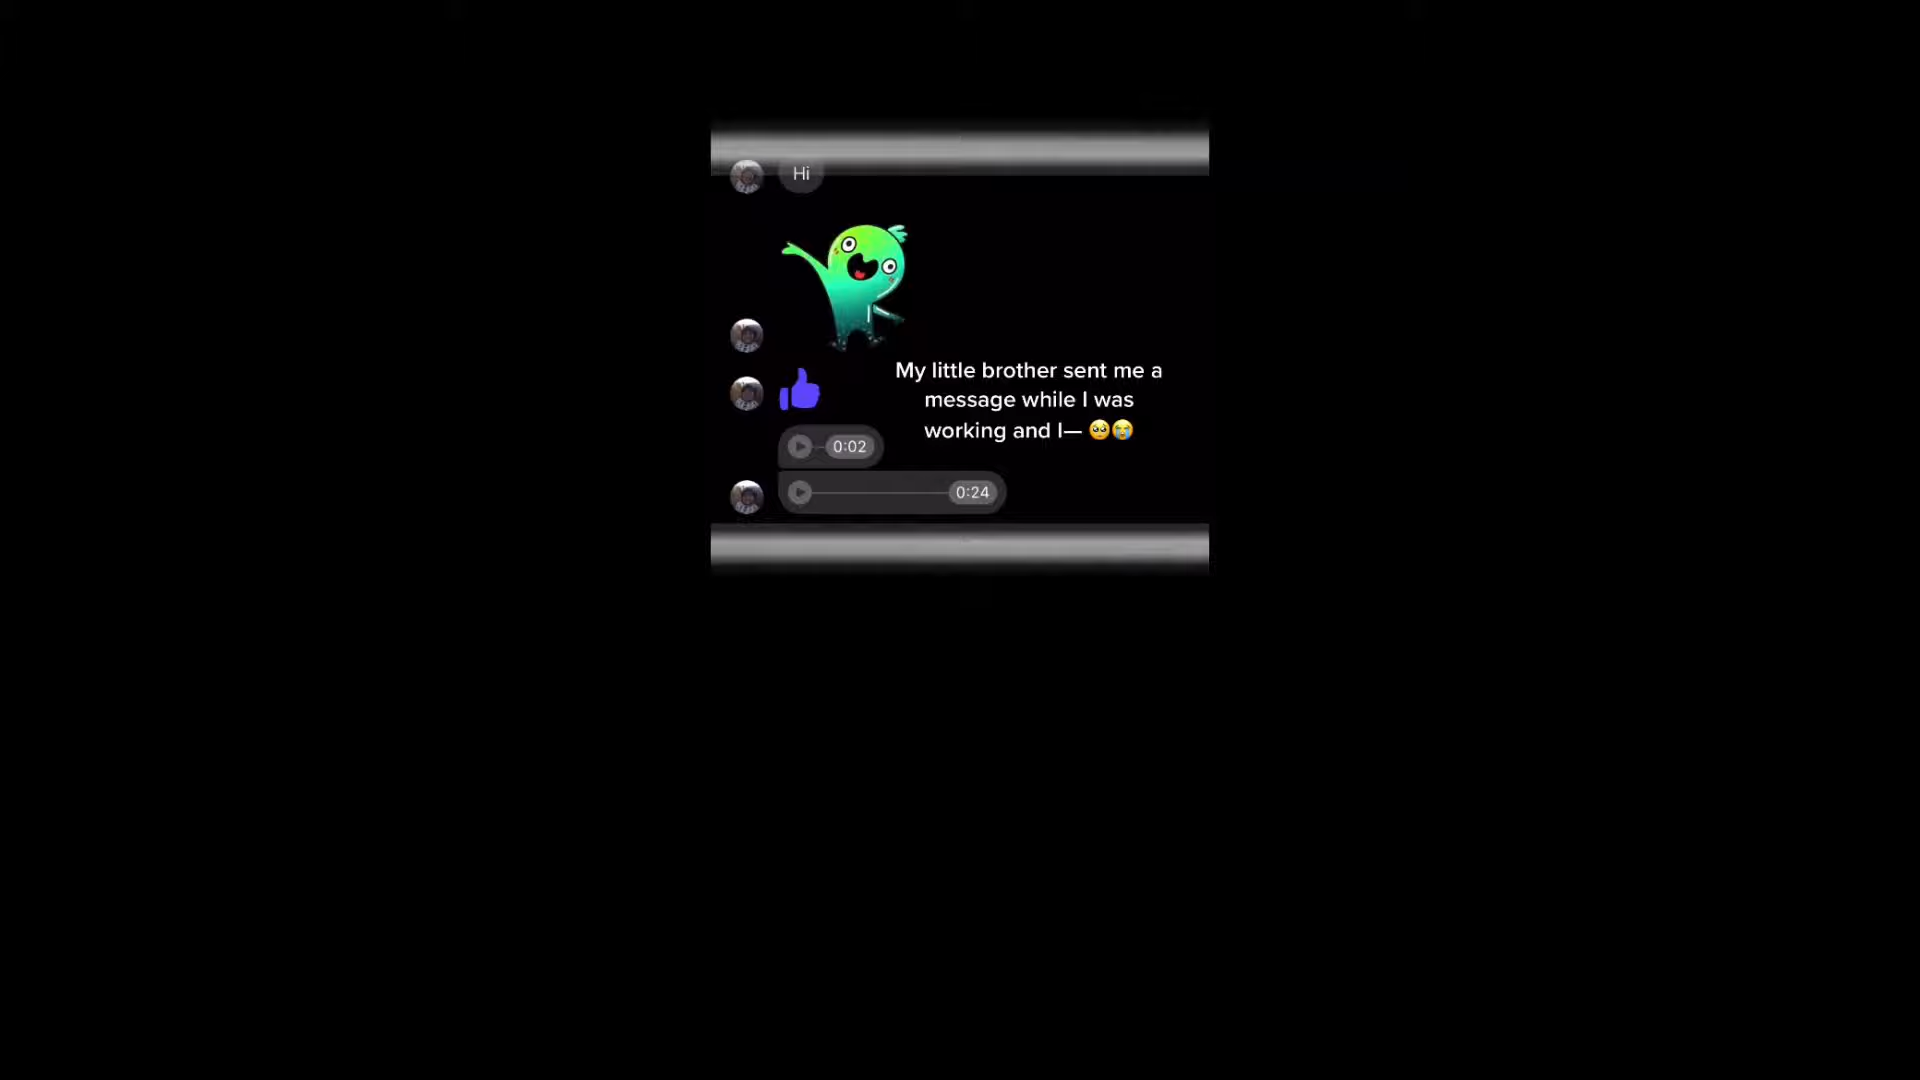 Hi
My little brother sent me a
message while I was
working and I— 🥺😭
0:02
0:24